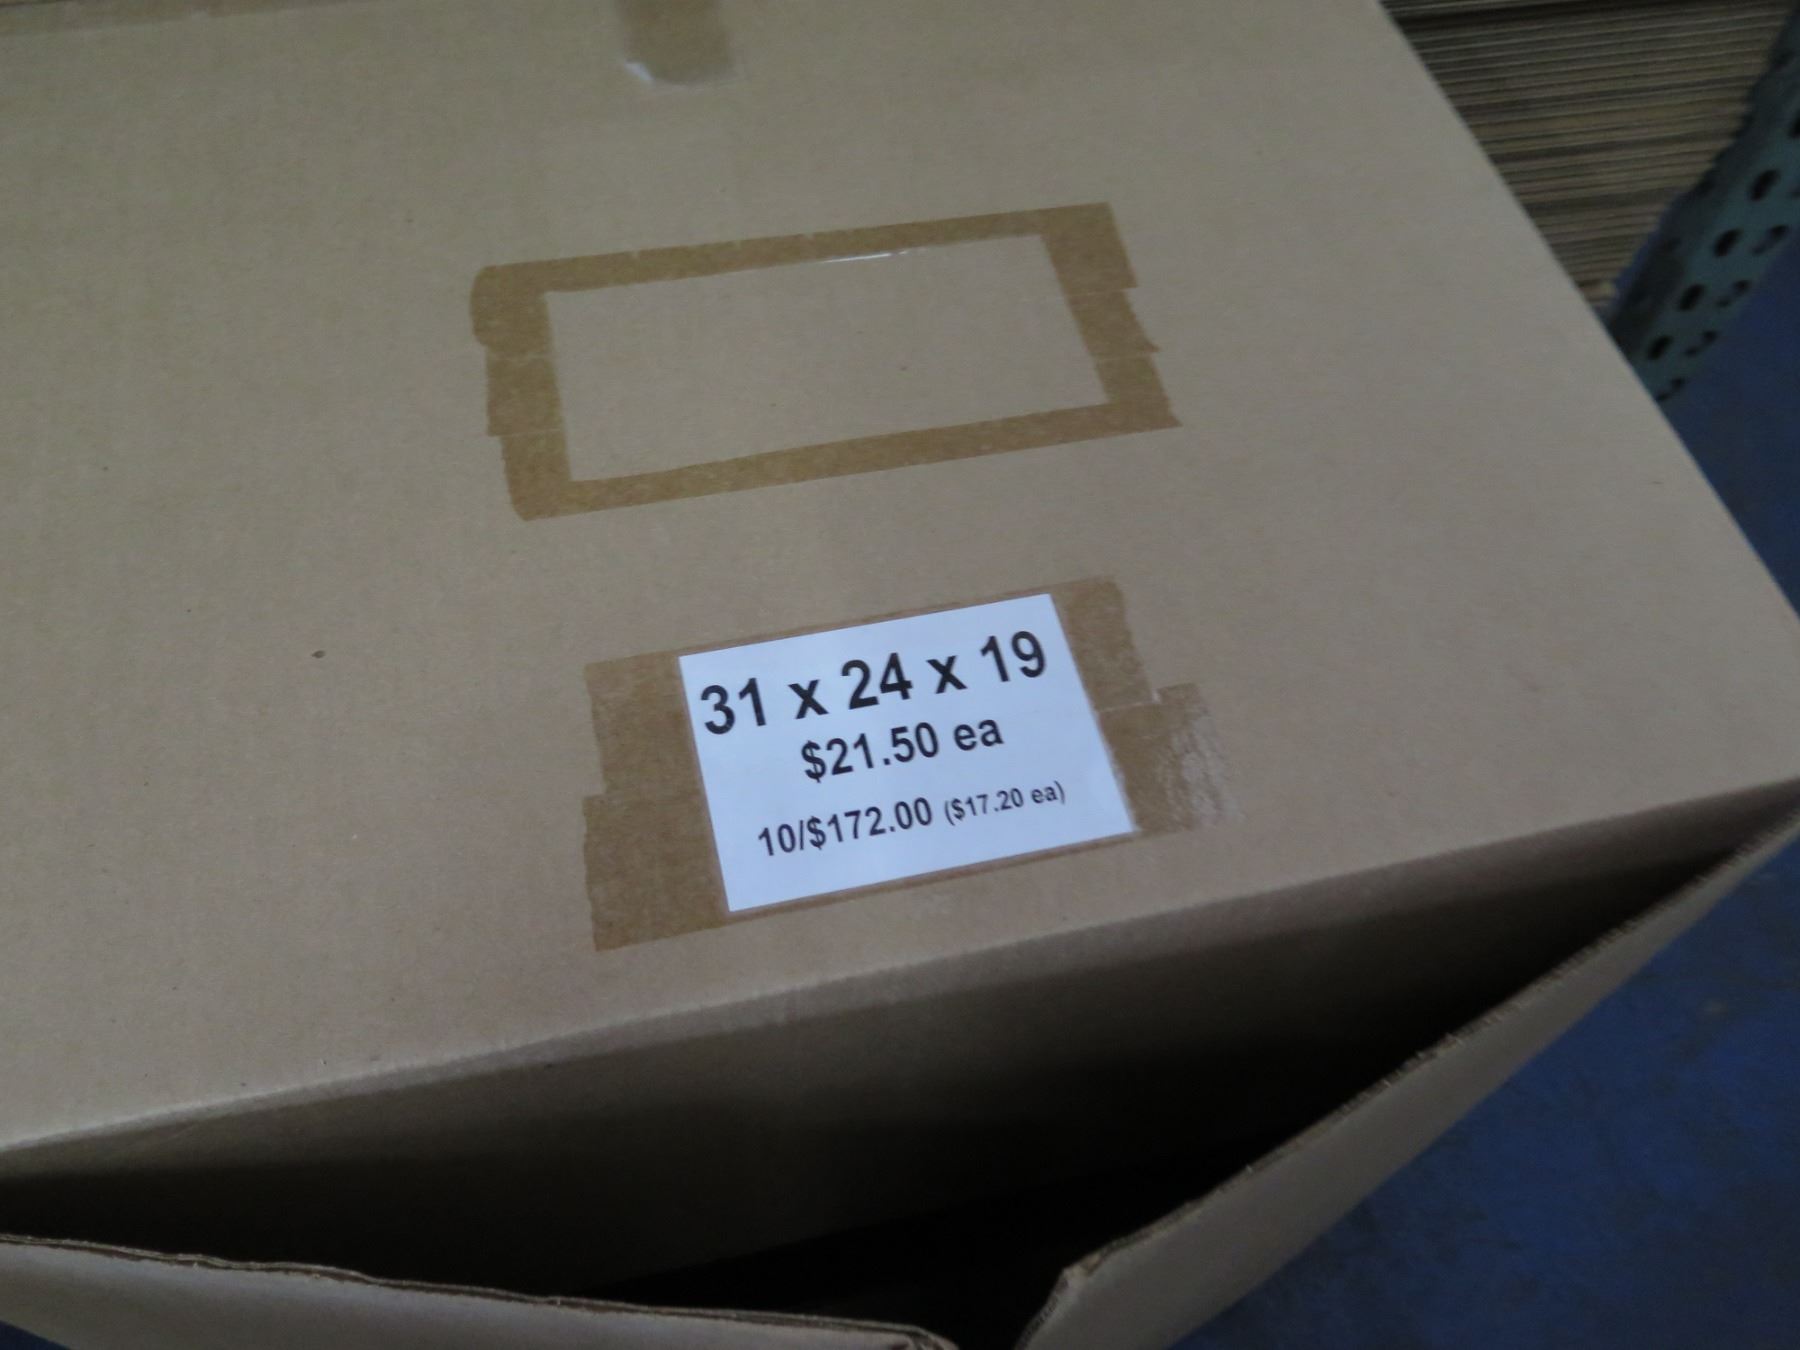 31 x 24 x 19
$21.50 ea
10/$172.00 ($17.20 ea)